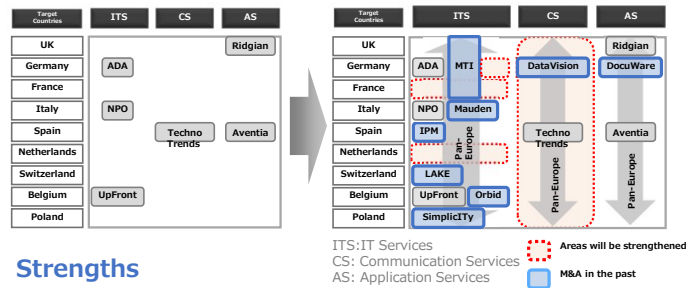 Target Countries ITS CS AS
UK Ridgian
Germany ADA
France
Italy NPO
Spain Techno Trends Aventia
Netherlands
Switzerland
Belgium UpFront
Poland
Target Countries ITS CS AS
UK Ridgian
Germany ADA MTI DataVision DocuWare
France
Italy NPO Mauden
Spain IPM Techno Trends Aventia
Netherlands
Switzerland LAKE
Belgium UpFront Orbid
Poland SimplicITy
Pan-Europe
Pan-Europe
Pan-Europe
Strengths
ITS:IT Services
CS: Communication Services
AS: Application Services
Areas will be strengthened
M&A in the past